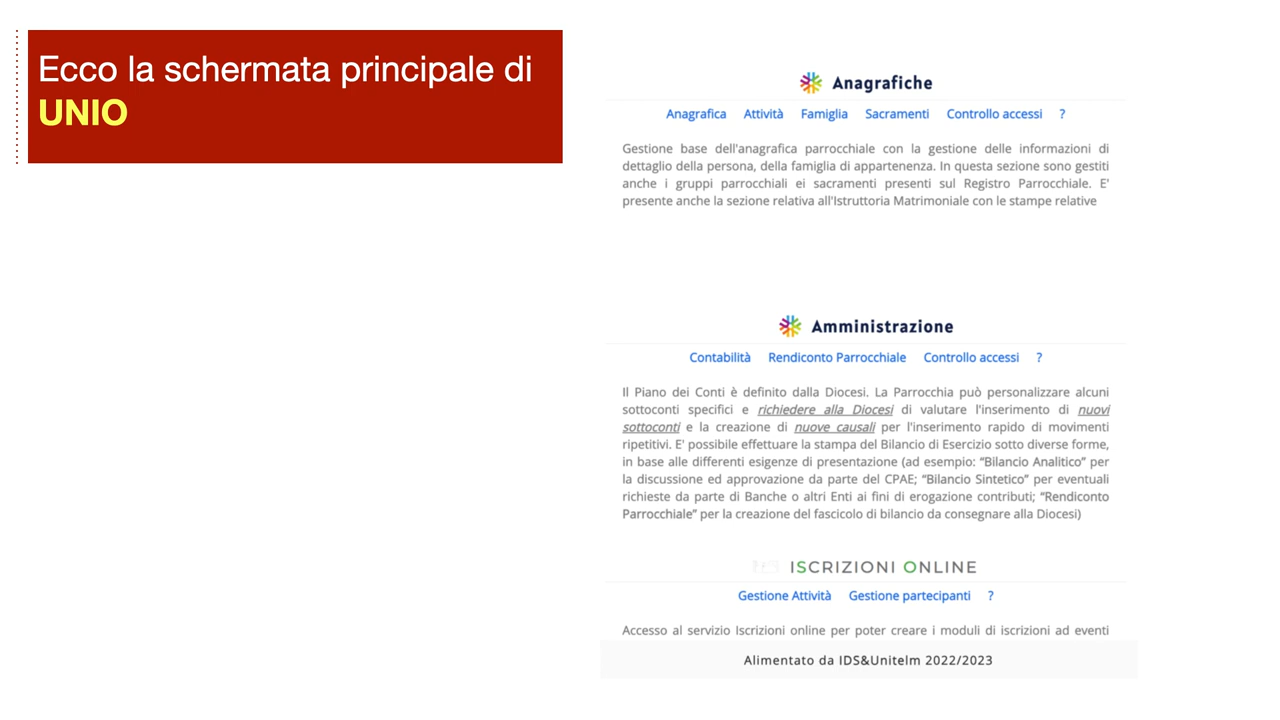 Ecco la schermata principale di
UNIO
Anagrafiche
Anagrafica Attività Famiglia Sacramenti Controllo accessi ?
Gestione base dell'anagrafica parrocchiale con la gestione delle informazioni di
dettaglio della persona, della famiglia di appartenenza. In questa sezione sono gestiti
anche i gruppi parrocchiali ei sacramenti presenti sul Registro Parrocchiale. E'
presente anche la sezione relativa all'Istruttoria Matrimoniale con le stampe relative
Amministrazione
Contabilità Rendiconto Parrocchiale Controllo accessi ?
Il Piano dei Conti è definito dalla Diocesi. La Parrocchia può personalizzare alcuni
sottoconti specifici e richiedere alla Diocesi di valutare l'inserimento di nuovi
sottoconti e la creazione di nuove causali per l'inserimento rapido di movimenti
ripetitivi. E' possibile effettuare la stampa del Bilancio di Esercizio sotto diverse forme,
in base alle differenti esigenze di presentazione (ad esempio: “Bilancio Analitico” per
la discussione ed approvazione da parte del CPAE; “Bilancio Sintetico” per eventuali
richieste da parte di Banche o altri Enti ai fini di erogazione contributi; “Rendiconto
Parrocchiale” per la creazione del fascicolo di bilancio da consegnare alla Diocesi)
ISCRIZIONI ONLINE
Gestione Attività Gestione partecipanti ?
Accesso al servizio Iscrizioni online per poter creare i moduli di iscrizioni ad eventi
Alimentato da IDS&Unitelm 2022/2023